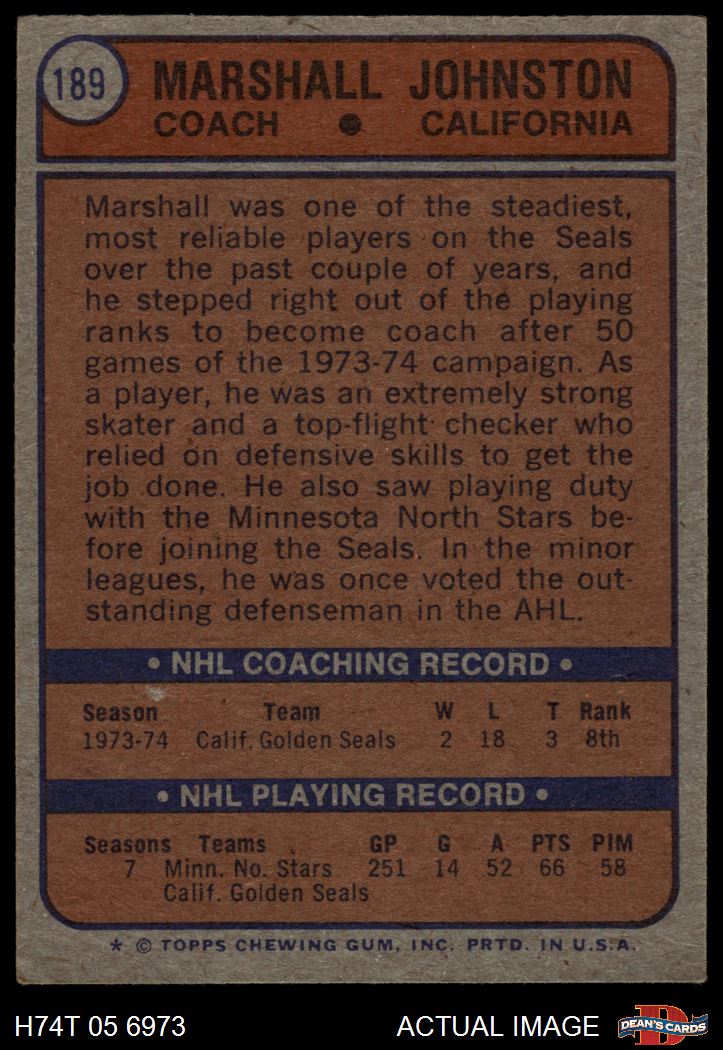 189
MARSHALL JOHNSTON
COACH • CALIFORNIA
Marshall was one of the steadiest,
most reliable players on the Seals
over the past couple of years, and
he stepped right out of the playing
ranks to become coach after 50
games of the 1973-74 campaign. As
a player, he was an extremely strong
skater and a top-flight checker who
relied on defensive skills to get the
job done. He also saw playing duty
with the Minnesota North Stars be-
fore joining the Seals. In the minor
leagues, he was once voted the out-
standing defenseman in the AHL.
• NHL COACHING RECORD •
Season Team W L T Rank
1973-74 Calif. Golden Seals 2 18 3 8th
• NHL PLAYING RECORD •
Seasons Teams GP G A PTS PIM
7 Minn. No. Stars 251 14 52 66 58
Calif. Golden Seals
* © TOPPS CHEWING GUM, INC. PRTD. IN U.S.A.
H74T 05 6973 ACTUAL IMAGE
D
DEAN'S CARDS